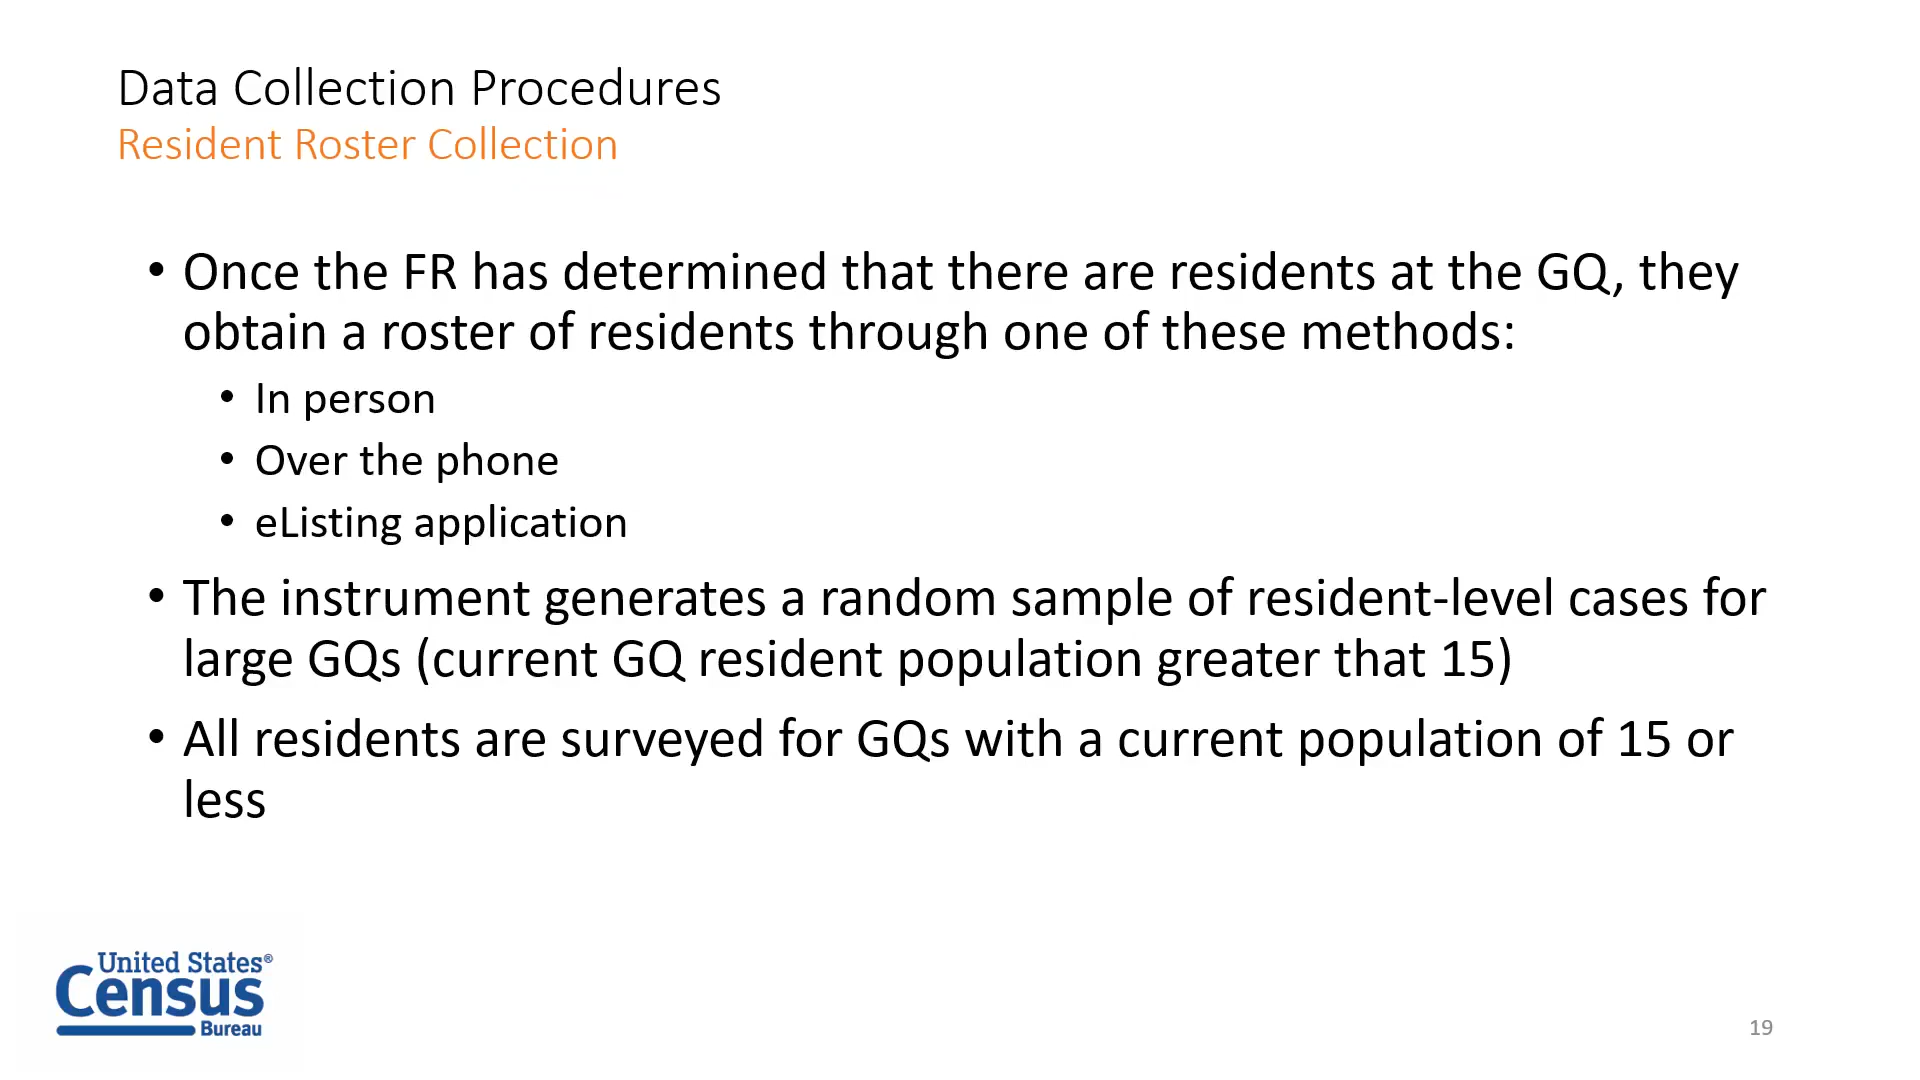 Data Collection Procedures
Resident Roster Collection
• Once the FR has determined that there are residents at the GQ, they
obtain a roster of residents through one of these methods:
• In person
• Over the phone
• eListing application
• The instrument generates a random sample of resident-level cases for
large GQs (current GQ resident population greater that 15)
• All residents are surveyed for GQs with a current population of 15 or
less
United States®
Census
Bureau
19